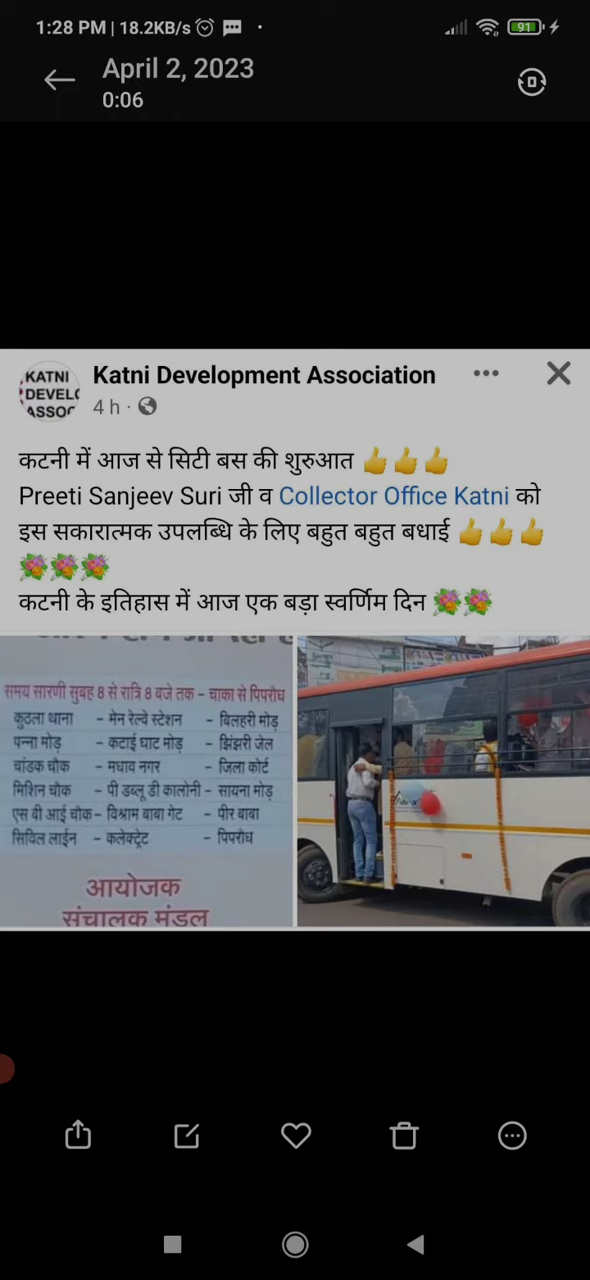 1:28 PM | 18.2KB/s
91
April 2, 2023
0:06
KATNI
DEVEL
ASSO
Katni Development Association
4 h ·
कटनी में आज से सिटी बस की शुरुआत 👍👍👍
Preeti Sanjeev Suri जी व Collector Office Katni को
इस सकारात्मक उपलब्धि के लिए बहुत बहुत बधाई 👍👍👍
💐💐💐
कटनी के इतिहास में आज एक बड़ा स्वर्णिम दिन 💐💐
समय सारणी सुबह 8 से रात्रि 8 बजे तक – चाका से पिपरौध
कुठला थाना – मेन रेल्वे स्टेशन – बिलहरी मोड़
पन्ना मोड़ – कटाई घाट मोड़ – झिंझरी जेल
चांडक चौक – मधाव नगर – जिला कोर्ट
मिशिन चौक – पी डब्लू डी कालोनी – सायना मोड़
एस बी आई चौक – विश्राम बाबा गेट – पीर बाबा
सिविल लाईन – कलेक्ट्रेट – पिपरौध
आयोजक
संचालक मंडल